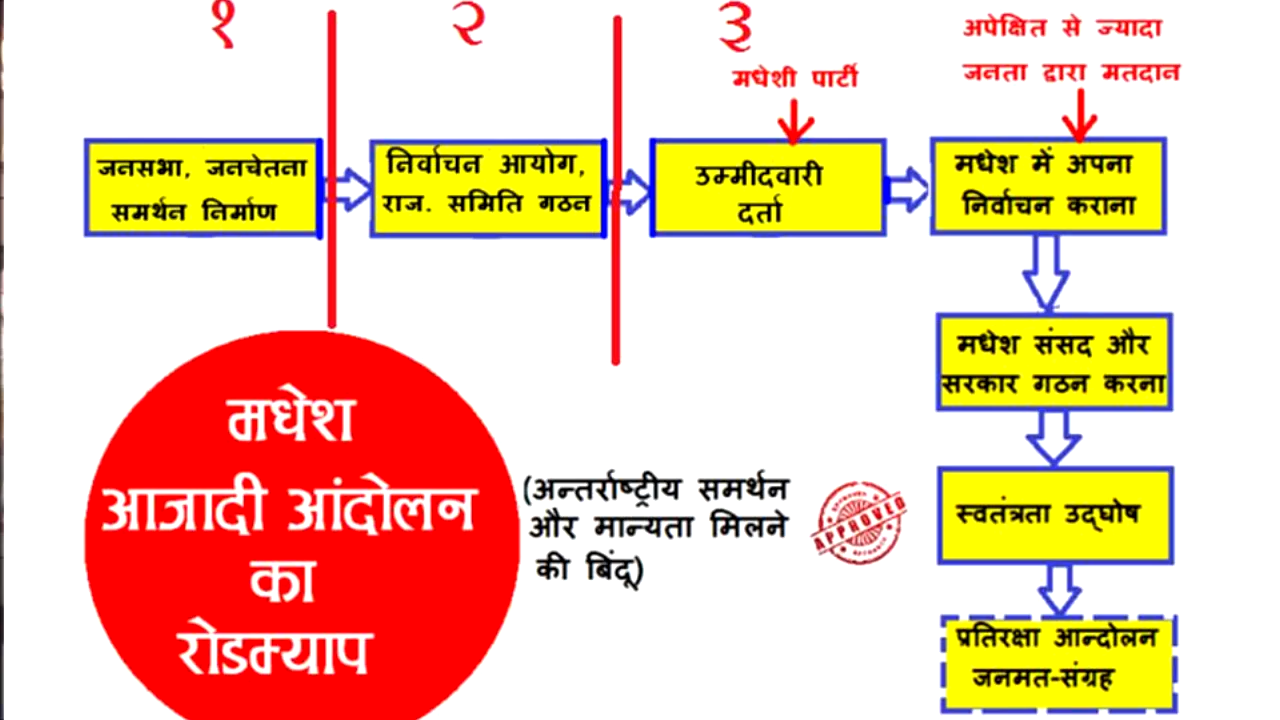 १
२
३
अपेक्षित से ज्यादा
जनता द्वारा मतदान
मधेशी पार्टी
जनसभा, जनचेतना
समर्थन निर्माण
निर्वाचन आयोग,
राज. समिति गठन
उम्मीदवारी
दर्ता
मधेश में अपना
निर्वाचन कराना
मधेश संसद और
सरकार गठन करना
स्वतंत्रता उद्घोष
प्रतिरक्षा आन्दोलन
जनमत-संग्रह
मधेश
आजादी आंदोलन
का
रोडम्याप
(अन्तर्राष्ट्रीय समर्थन
और मान्यता मिलने
की बिंदू)
APPROVED